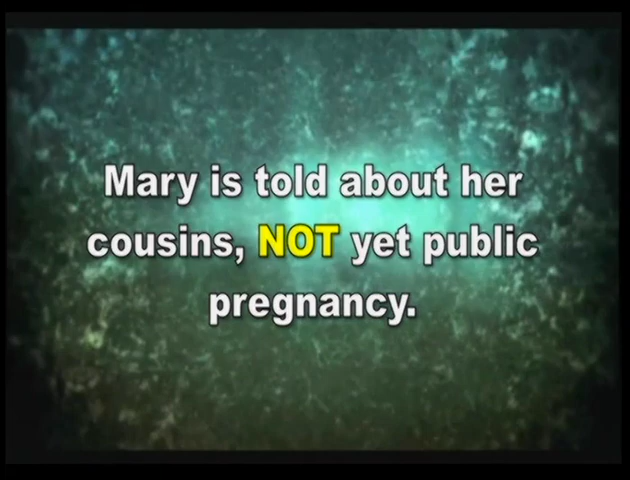 Mary is told about her
cousins, NOT yet public
pregnancy.